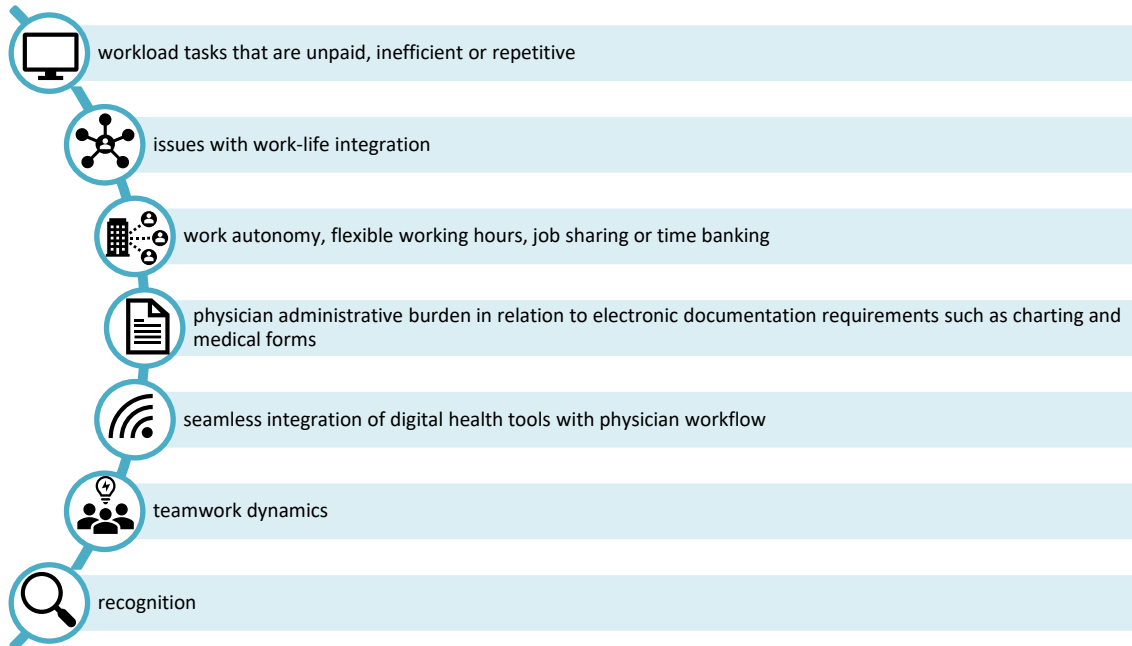 workload tasks that are unpaid, inefficient or repetitive
issues with work-life integration
work autonomy, flexible working hours, job sharing or time banking
physician administrative burden in relation to electronic documentation requirements such as charting and
medical forms
seamless integration of digital health tools with physician workflow
teamwork dynamics
recognition